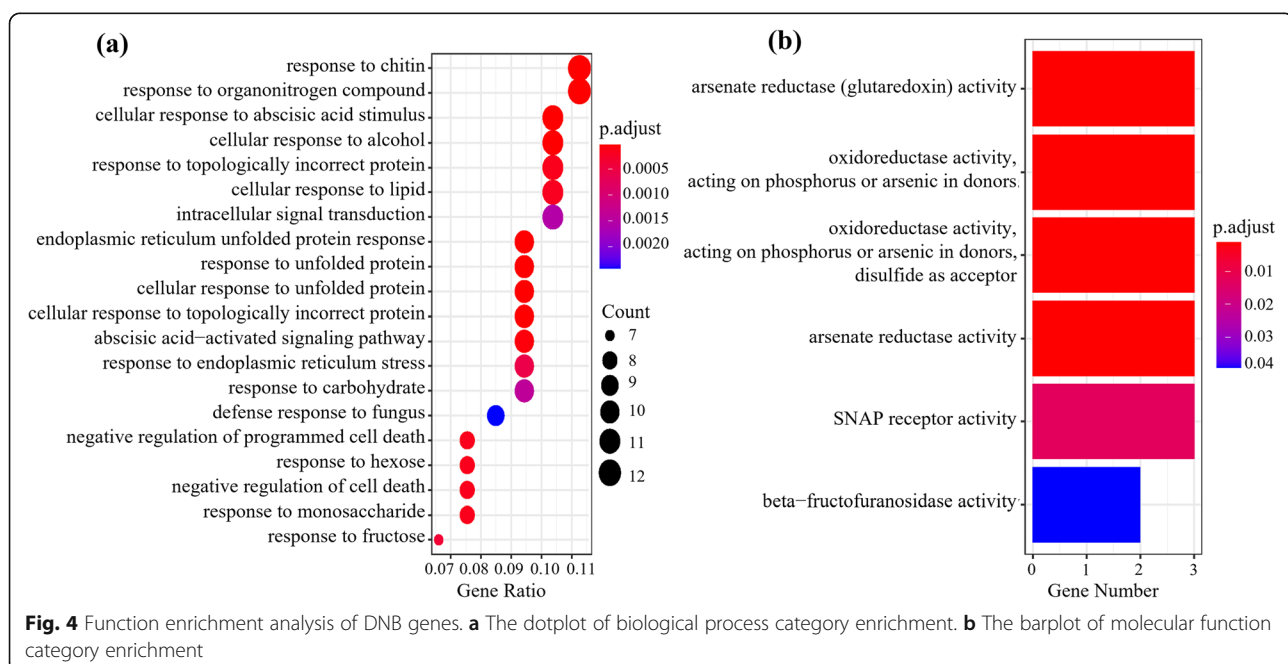 (a)
response to chitin
response to organonitrogen compound
cellular response to abscisic acid stimulus
cellular response to alcohol
response to topologically incorrect protein
cellular response to lipid
intracellular signal transduction
endoplasmic reticulum unfolded protein response
response to unfolded protein
cellular response to unfolded protein
cellular response to topologically incorrect protein
abscisic acid−activated signaling pathway
response to endoplasmic reticulum stress
response to carbohydrate
defense response to fungus
negative regulation of programmed cell death
response to hexose
negative regulation of cell death
response to monosaccharide
response to fructose
0.07 0.08 0.09 0.10 0.11
Gene Ratio
p.adjust
0.0005
0.0010
0.0015
0.0020
Count
7
8
9
10
11
12
(b)
arsenate reductase (glutaredoxin) activity
oxidoreductase activity,
acting on phosphorus or arsenic in donors
oxidoreductase activity,
acting on phosphorus or arsenic in donors,
disulfide as acceptor
arsenate reductase activity
SNAP receptor activity
beta−fructofuranosidase activity
0 1 2 3
Gene Number
p.adjust
0.01
0.02
0.03
0.04
Fig. 4 Function enrichment analysis of DNB genes. a The dotplot of biological process category enrichment. b The barplot of molecular function
category enrichment